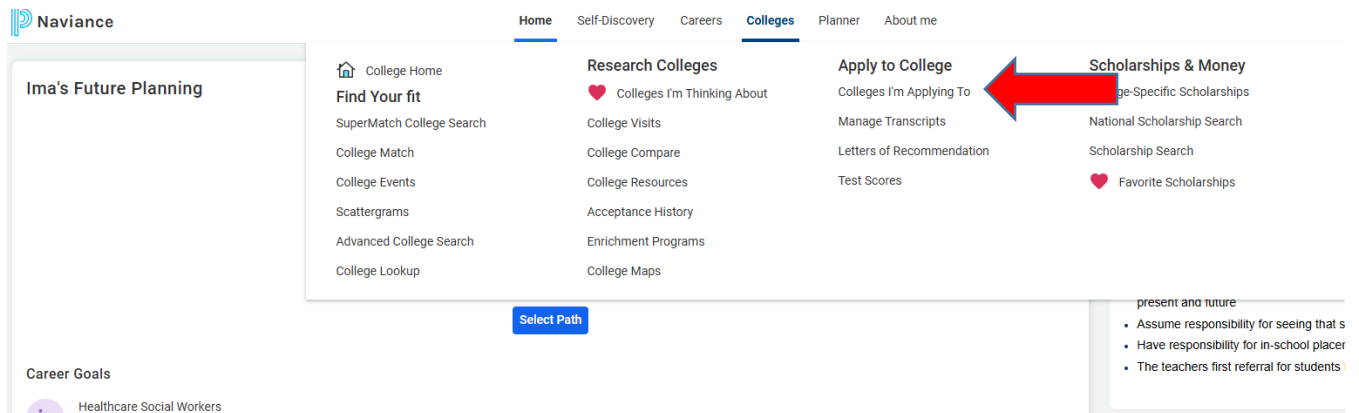 Naviance
Home Self-Discovery Careers Colleges Planner About me
Ima's Future Planning
College Home
Find Your fit
SuperMatch College Search
College Match
College Events
Scattergrams
Advanced College Search
College Lookup
Research Colleges
Colleges I'm Thinking About
College Visits
College Compare
College Resources
Acceptance History
Enrichment Programs
College Maps
Apply to College
Colleges I'm Applying To
Manage Transcripts
Letters of Recommendation
Test Scores
Scholarships & Money
ge-Specific Scholarships
National Scholarship Search
Scholarship Search
Favorite Scholarships
Select Path
present and future
Assume responsibility for seeing that s
Have responsibility for in-school placer
The teachers first referral for students
Career Goals
Healthcare Social Workers